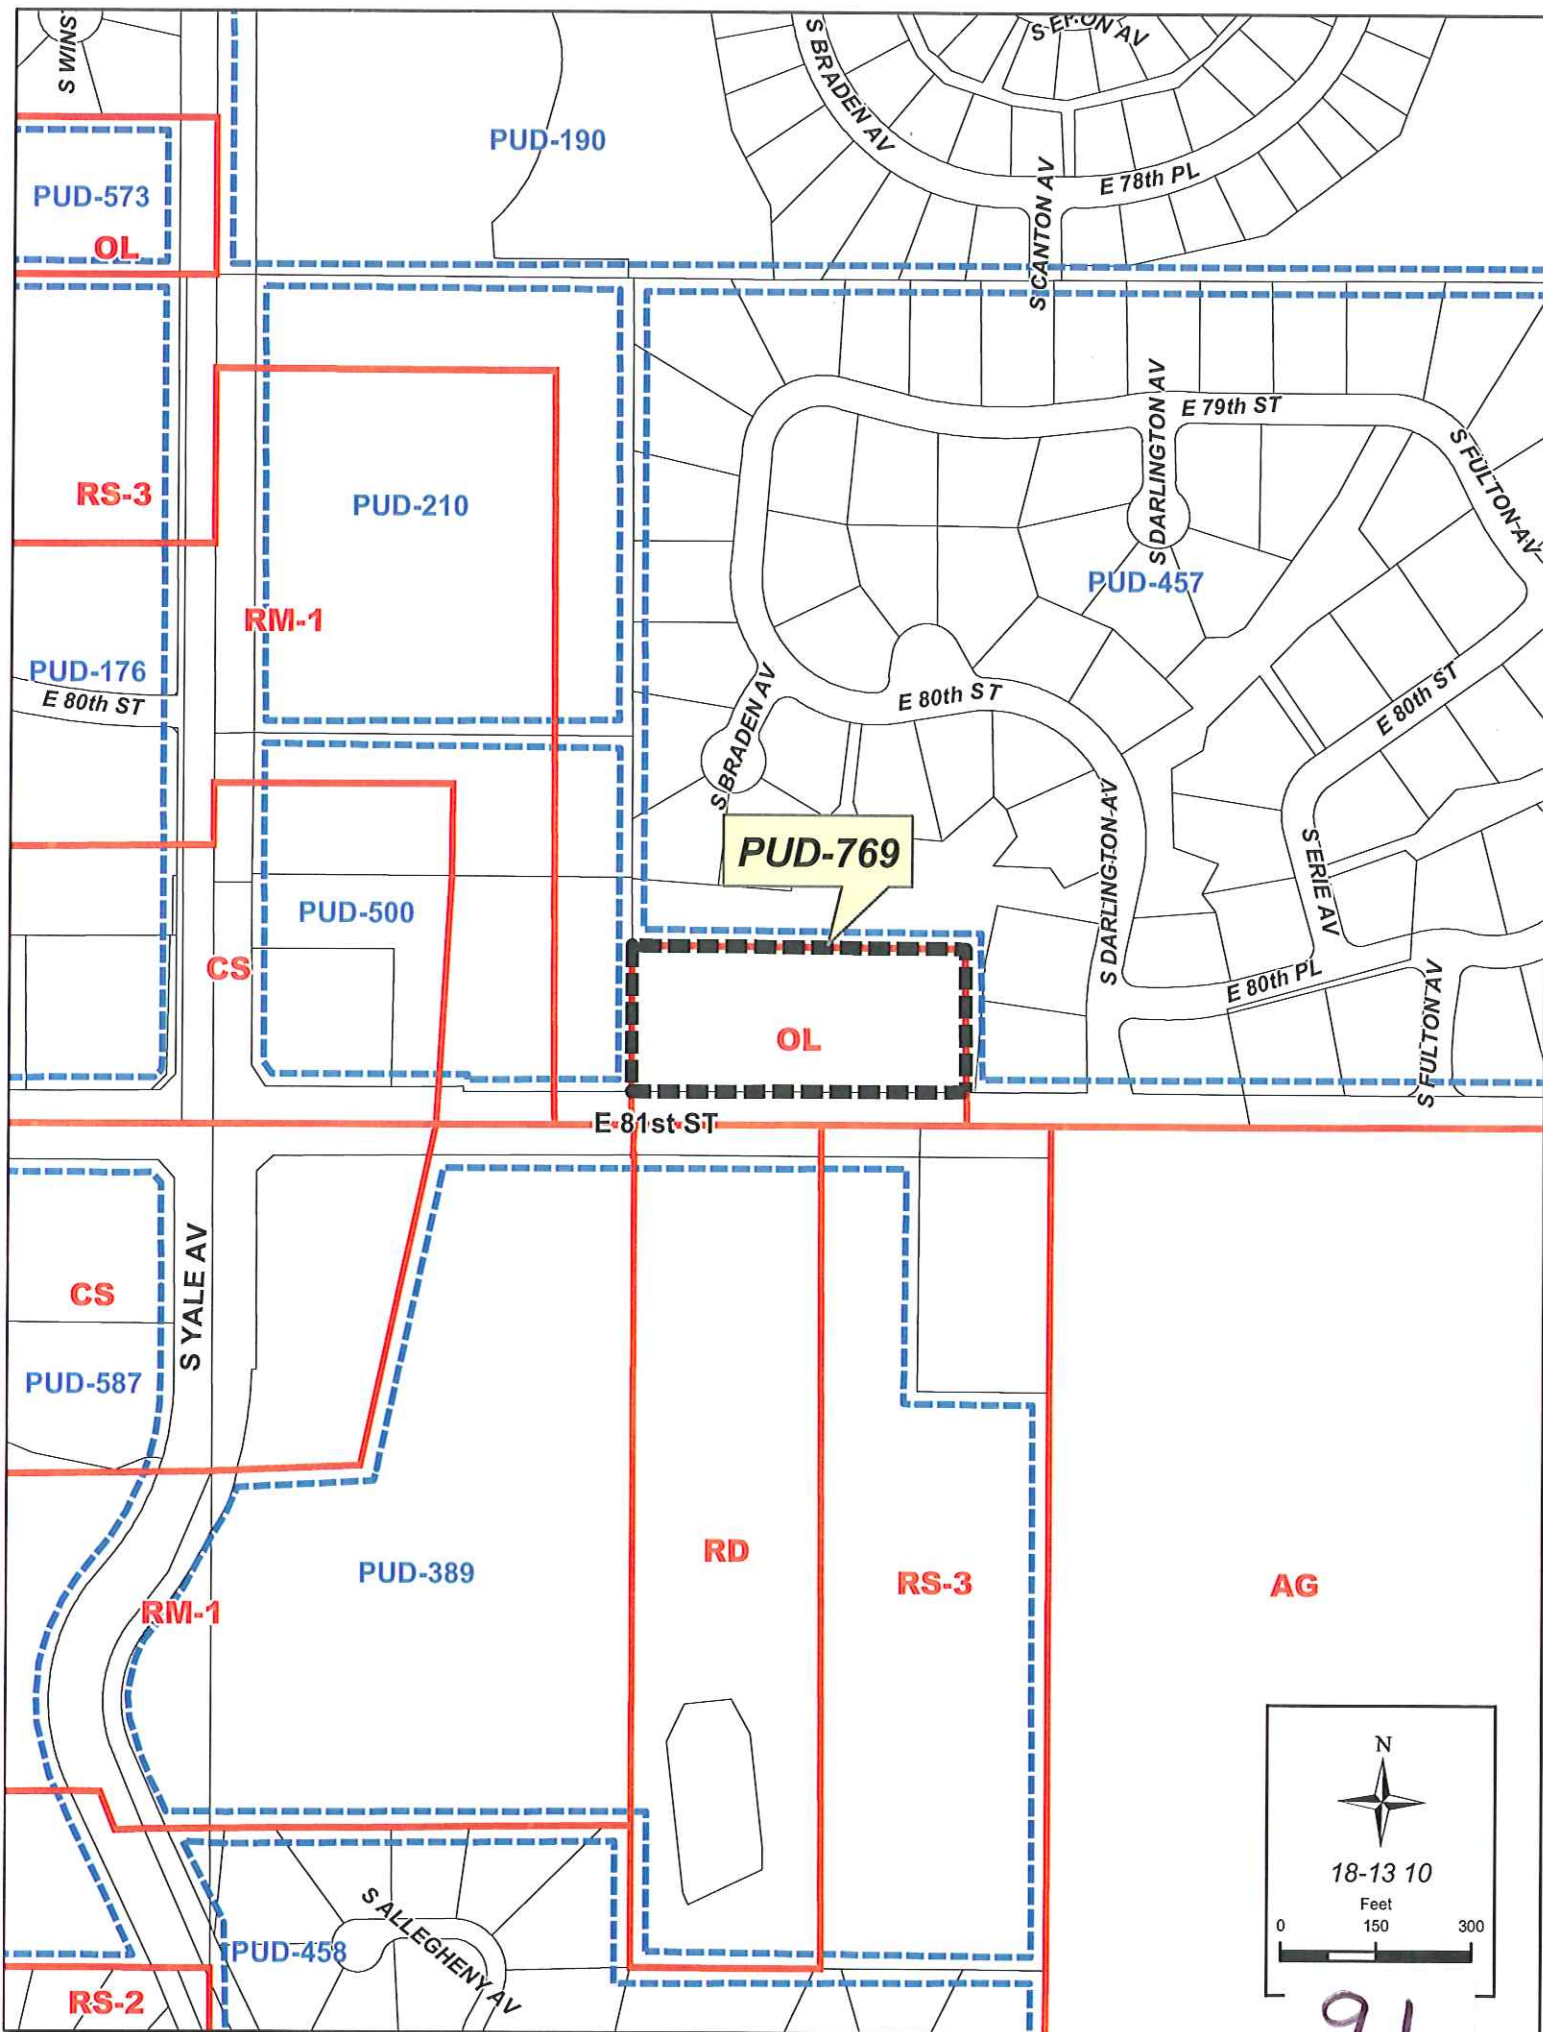 S WINS
S BRADEN AV
S EPTON AV
PUD-190
E 78th PL
S CANTON AV
PUD-573
OL
S DARLINGTON AV
E 79th ST
S FULTON AV
RS-3
PUD-210
PUD-457
RM-1
PUD-176
E 80th ST
E 80th ST
E 80th ST
S BRADEN AV
S DARLINGTON AV
PUD-769
S ERIE AV
PUD-500
CS
E 80th PL
S FULTON AV
OL
E 81st ST
S YALE AV
CS
PUD-587
PUD-389
RD
RS-3
AG
RM-1
N
18-13 10
Feet
0 150 300
S ALLEGHENY AV
PUD-458
RS-2
91